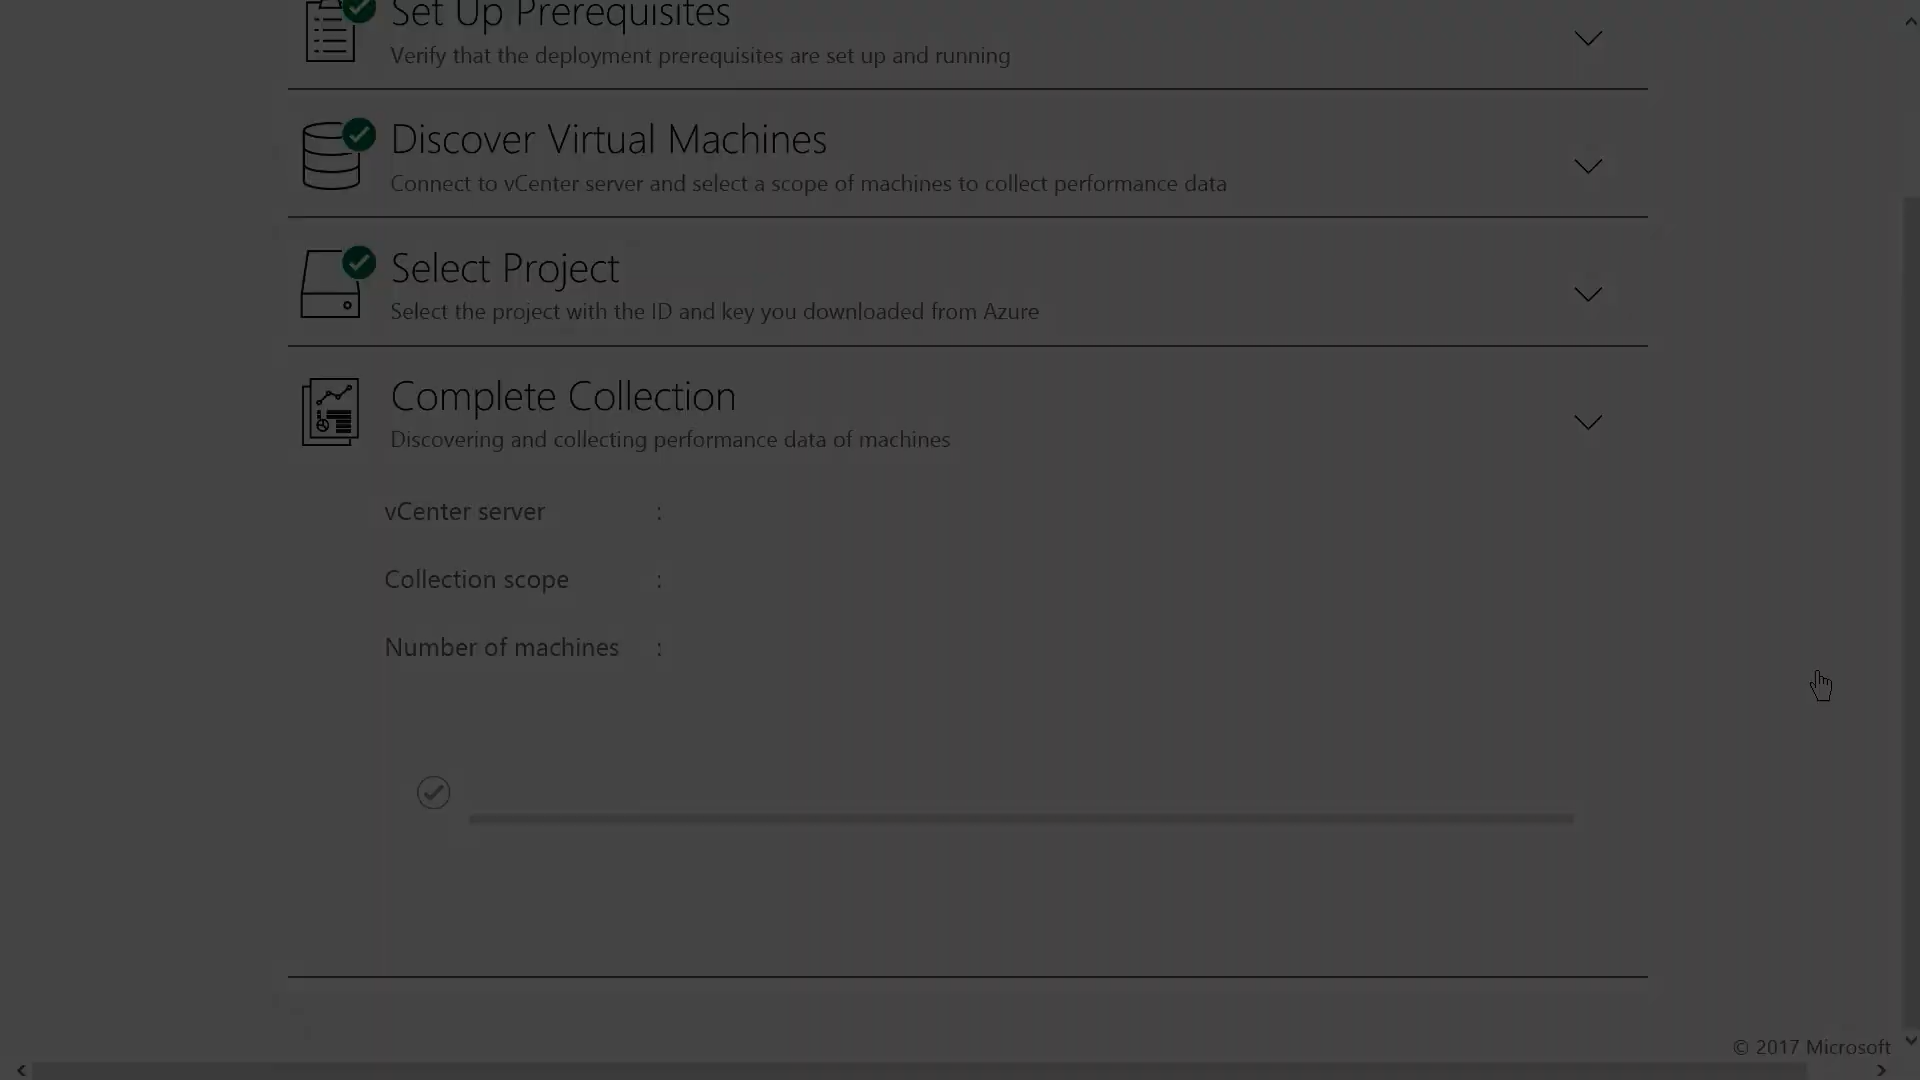 Set Up Prerequisites
Verify that the deployment prerequisites are set up and running
Discover Virtual Machines
Connect to vCenter server and select a scope of machines to collect performance data
Select Project
Select the project with the ID and key you downloaded from Azure
Complete Collection
Discovering and collecting performance data of machines
vCenter server :
Collection scope :
Number of machines :
© 2017 Microsoft